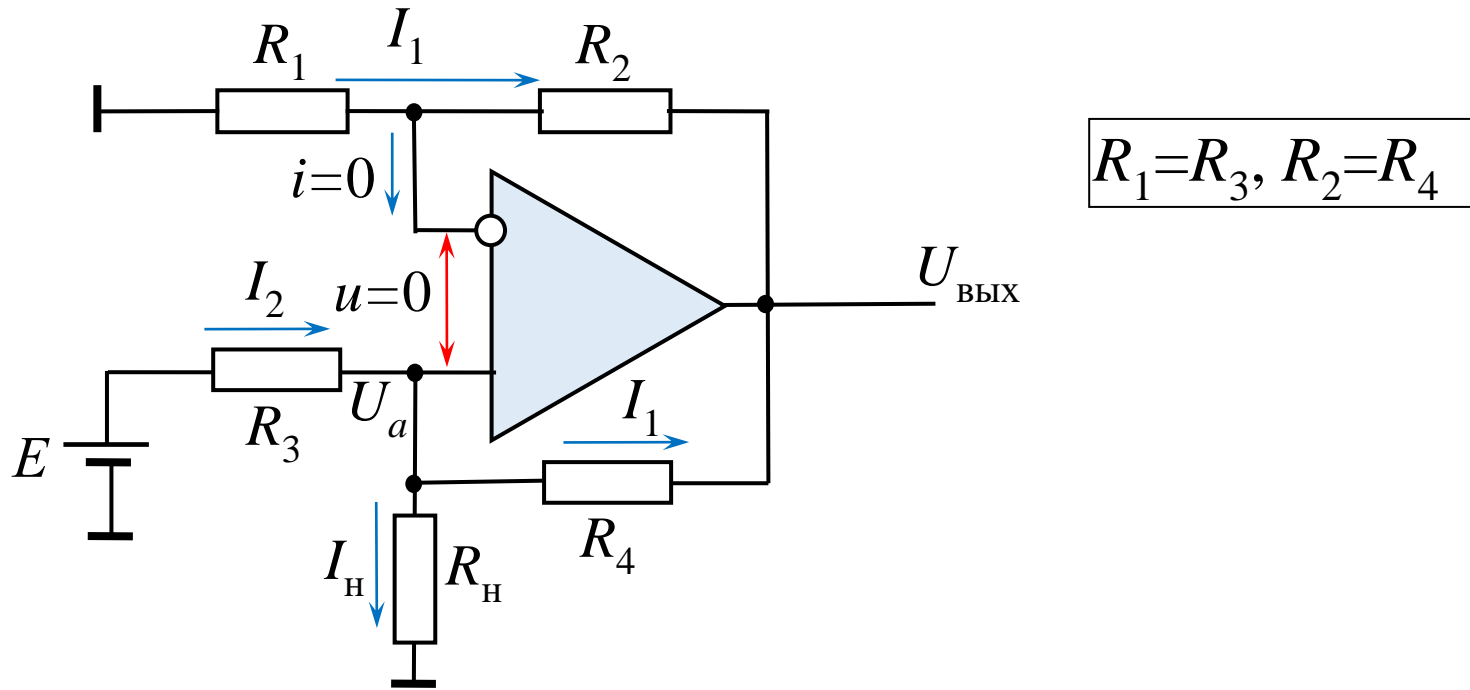 I₁
R₁
R₂
i=0
R₁=R₃, R₂=R₄
I₂
u=0
Uвых
Uₐ
I₁
R₃
E
R₄
Iн
Rн